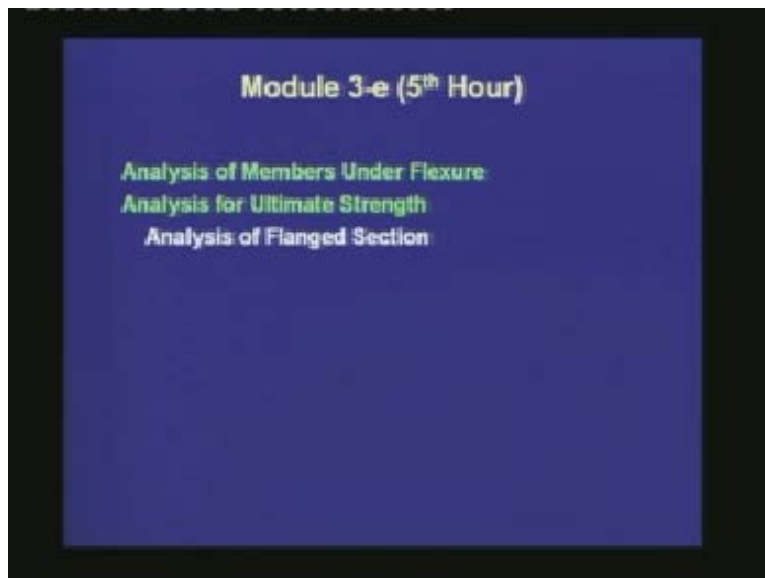 Module 3-e (5th Hour)
Analysis of Members Under Flexure
Analysis for Ultimate Strength
Analysis of Flanged Section